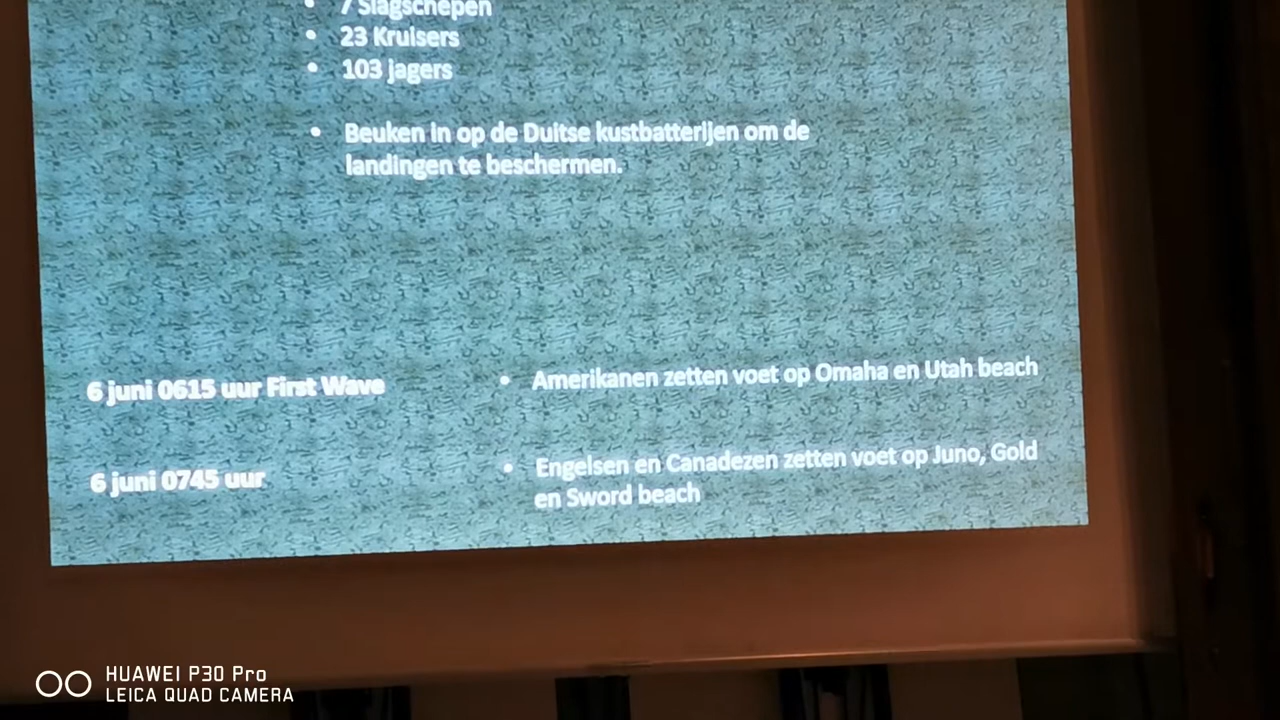 7 Slagschepen
23 Kruisers
103 jagers
Beuken in op de Duitse kustbatterijen om de
landingen te beschermen.
6 juni 0615 uur First Wave
Amerikanen zetten voet op Omaha en Utah beach
6 juni 0745 uur
Engelsen en Canadezen zetten voet op Juno, Gold
en Sword beach
HUAWEI P30 Pro
LEICA QUAD CAMERA